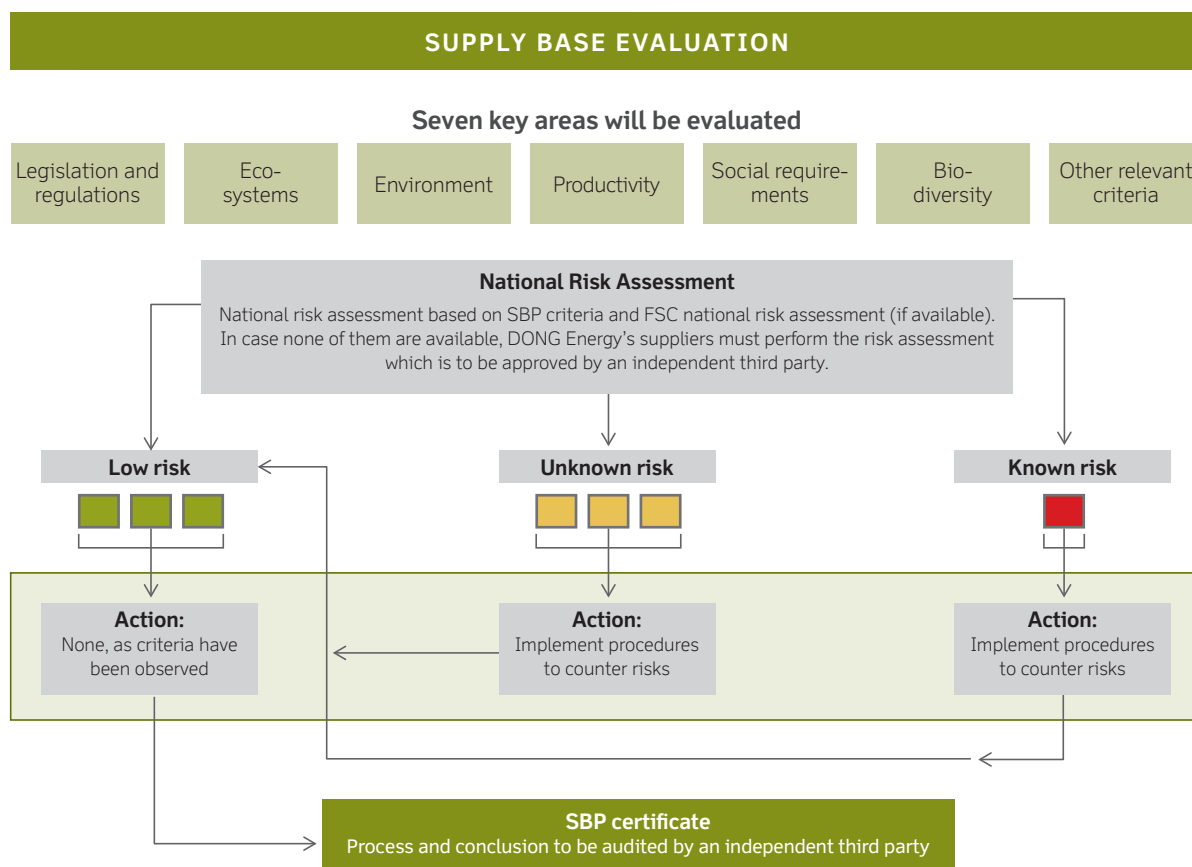 SUPPLY BASE EVALUATION
Seven key areas will be evaluated
Legislation and
regulations
Eco-
systems
Environment
Productivity
Social require-
ments
Bio-
diversity
Other relevant
criteria
National Risk Assessment
National risk assessment based on SBP criteria and FSC national risk assessment (if available).
In case none of them are available, DONG Energy’s suppliers must perform the risk assessment
which is to be approved by an independent third party.
Low risk
Unknown risk
Known risk
Action:
None, as criteria have
been observed
Action:
Implement procedures
to counter risks
Action:
Implement procedures
to counter risks
SBP certificate
Process and conclusion to be audited by an independent third party